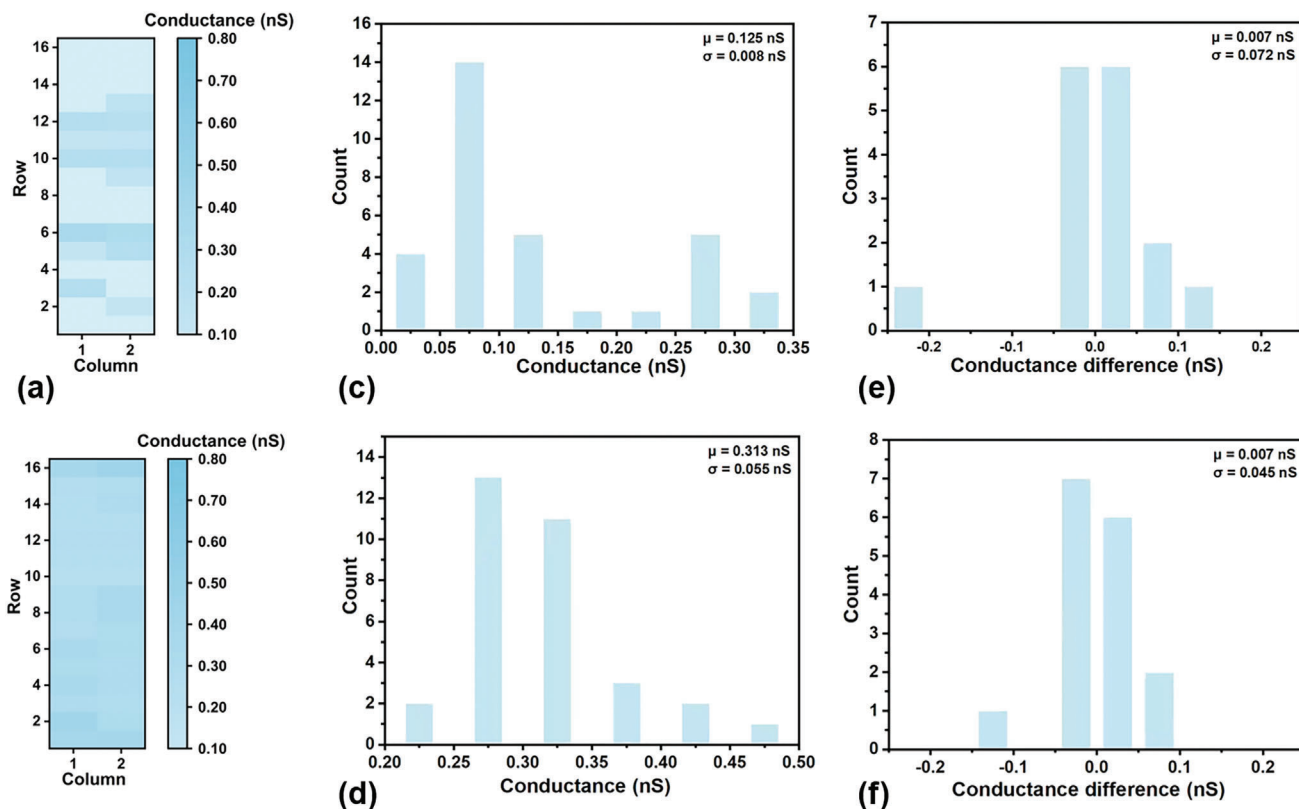 Conductance (nS)
0.80
0.70
0.60
0.50
0.40
0.30
0.20
0.10
16
14
12
10
8
6
4
2
Row
1 2
Column
(a)
16
14
12
10
8
6
4
2
0
Count
μ = 0.125 nS
σ = 0.008 nS
0.00 0.05 0.10 0.15 0.20 0.25 0.30 0.35
Conductance (nS)
(c)
7
6
5
4
3
2
1
0
Count
μ = 0.007 nS
σ = 0.072 nS
-0.2 -0.1 0.0 0.1 0.2
Conductance difference (nS)
(e)
Conductance (nS)
0.80
0.70
0.60
0.50
0.40
0.30
0.20
0.10
16
14
12
10
8
6
4
2
Row
1 2
Column
(b)
14
12
10
8
6
4
2
0
Count
μ = 0.313 nS
σ = 0.055 nS
0.20 0.25 0.30 0.35 0.40 0.45 0.50
Conductance (nS)
(d)
8
7
6
5
4
3
2
1
0
Count
μ = 0.007 nS
σ = 0.045 nS
-0.2 -0.1 0.0 0.1 0.2
Conductance difference (nS)
(f)